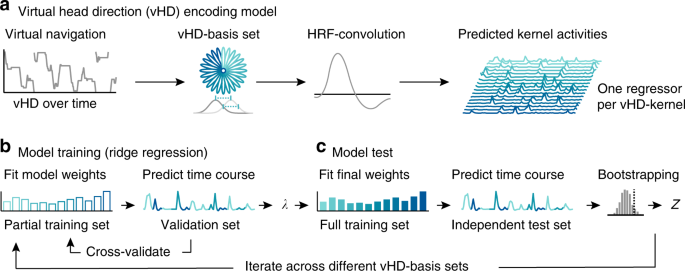 a Virtual head direction (vHD) encoding model
Virtual navigation
vHD-basis set
HRF-convolution
Predicted kernel activities
vHD over time
One regressor
per vHD-kernel
b Model training (ridge regression)
Fit model weights
Predict time course
λ
Partial training set
Validation set
Cross-validate
c Model test
Fit final weights
Predict time course
Bootstrapping
Z
Full training set
Independent test set
Iterate across different vHD-basis sets